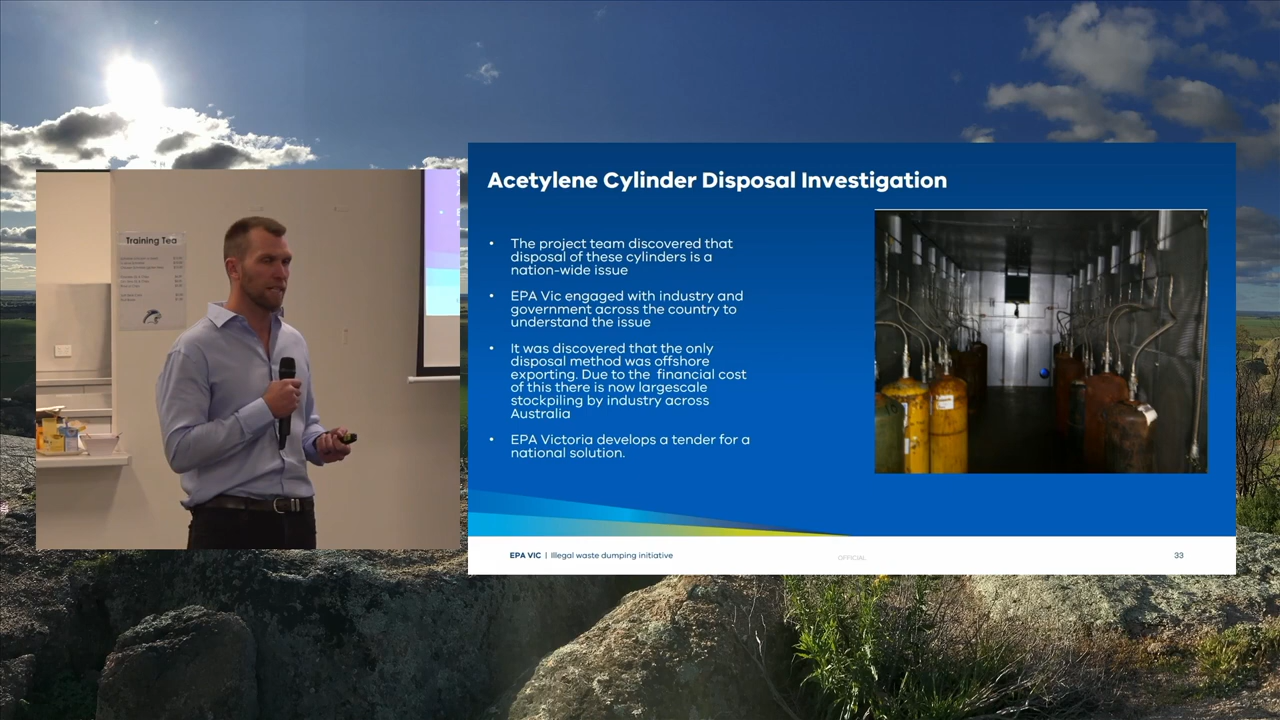 Training Tea
Acetylene Cylinder Disposal Investigation
• The project team discovered that
disposal of these cylinders is a
nation-wide issue
• EPA Vic engaged with industry and
government across the country to
understand the issue
• It was discovered that the only
disposal method was offshore
exporting. Due to the financial cost
of this there is now largescale
stockpiling by industry across
Australia
• EPA Victoria develops a tender for a
national solution.
EPA VIC | Illegal waste dumping initiative
OFFICIAL
33